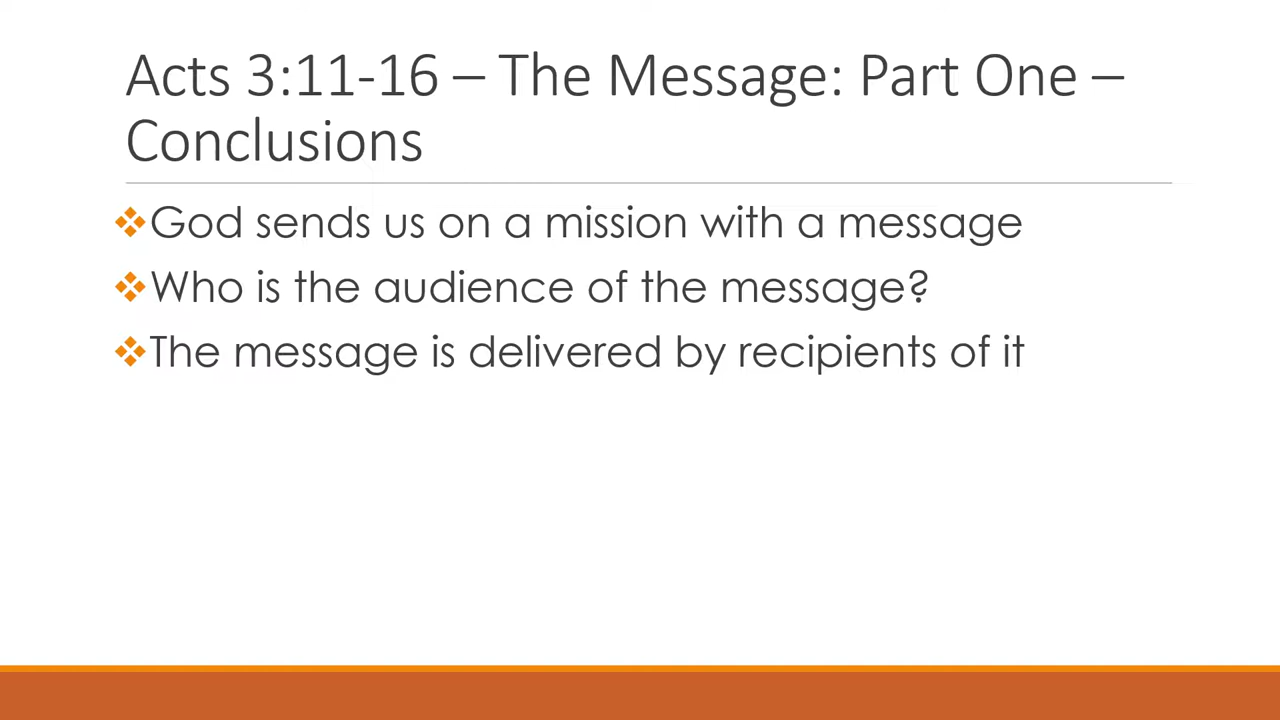 Acts 3:11-16 – The Message: Part One –
Conclusions
❖God sends us on a mission with a message
❖Who is the audience of the message?
❖The message is delivered by recipients of it